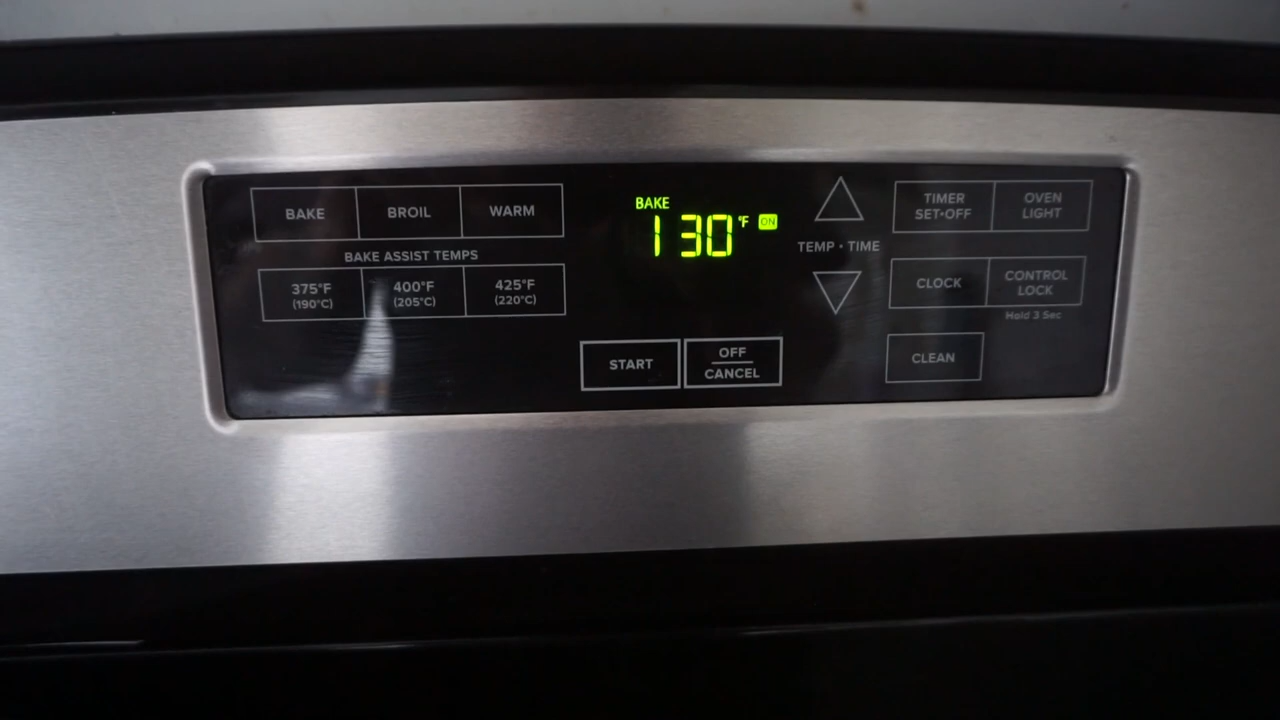 BAKE
BROIL
WARM
BAKE ASSIST TEMPS
375°F
(190°C)
400°F
(205°C)
425°F
(220°C)
BAKE
130°F ON
START
OFF
CANCEL
TEMP • TIME
TIMER
SET•OFF
OVEN
LIGHT
CLOCK
CONTROL
LOCK
Hold 3 Sec
CLEAN